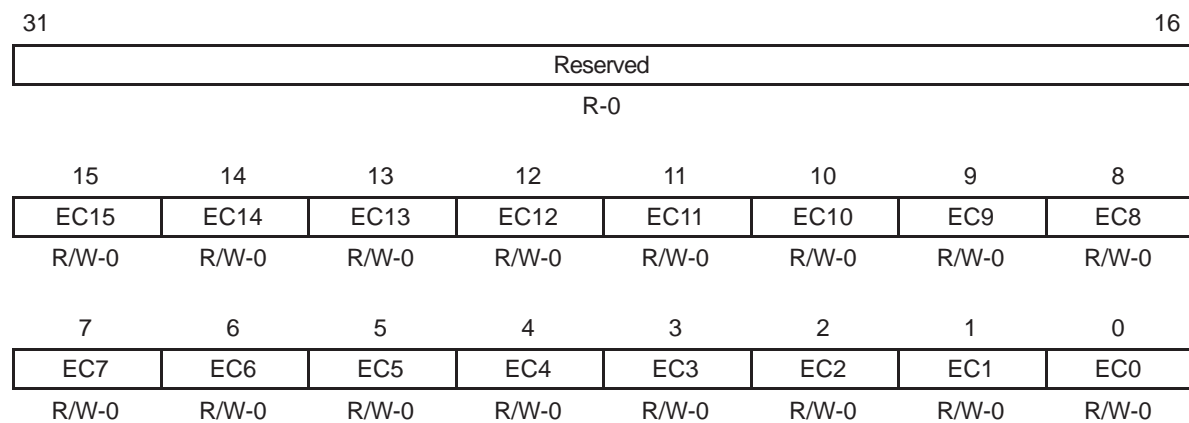 31 16
Reserved
R-0
15 14 13 12 11 10 9 8
EC15 EC14 EC13 EC12 EC11 EC10 EC9 EC8
R/W-0 R/W-0 R/W-0 R/W-0 R/W-0 R/W-0 R/W-0 R/W-0
7 6 5 4 3 2 1 0
EC7 EC6 EC5 EC4 EC3 EC2 EC1 EC0
R/W-0 R/W-0 R/W-0 R/W-0 R/W-0 R/W-0 R/W-0 R/W-0